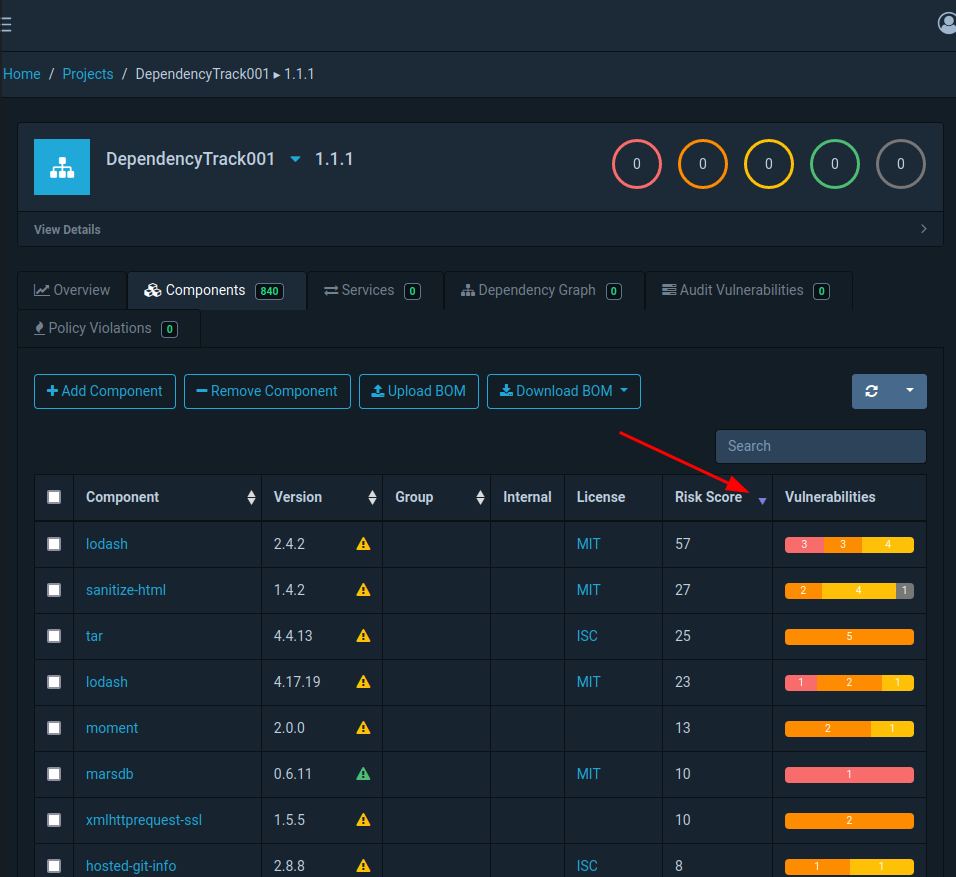 Home / Projects / DependencyTrack001 ▸ 1.1.1
DependencyTrack001 1.1.1
0 0 0 0 0
View Details
Overview Components 840 Services 0 Dependency Graph 0 Audit Vulnerabilities 0
Policy Violations 0
Add Component Remove Component Upload BOM Download BOM
Search
Component Version Group Internal License Risk Score Vulnerabilities
lodash 2.4.2 MIT 57 3 3 4
sanitize-html 1.4.2 MIT 27 2 4 1
tar 4.4.13 ISC 25 5
lodash 4.17.19 MIT 23 1 2 1
moment 2.0.0 13 2 1
marsdb 0.6.11 MIT 10 1
xmlhttprequest-ssl 1.5.5 10 2
hosted-git-info 2.8.8 ISC 8 1 1